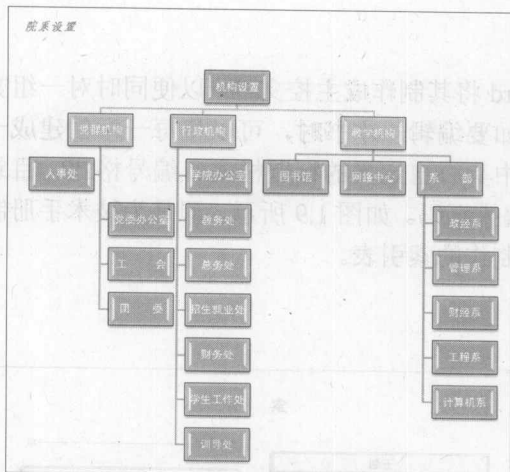 院系设置
机构设置
党群机构
行政机构
教学机构
人事处
学院办公室
图书馆
网络中心
系 部
党委办公室
教务处
政经系
工 会
总务处
管理系
团 委
招生就业处
财经系
财务处
工程系
学生工作处
计算机系
训导处